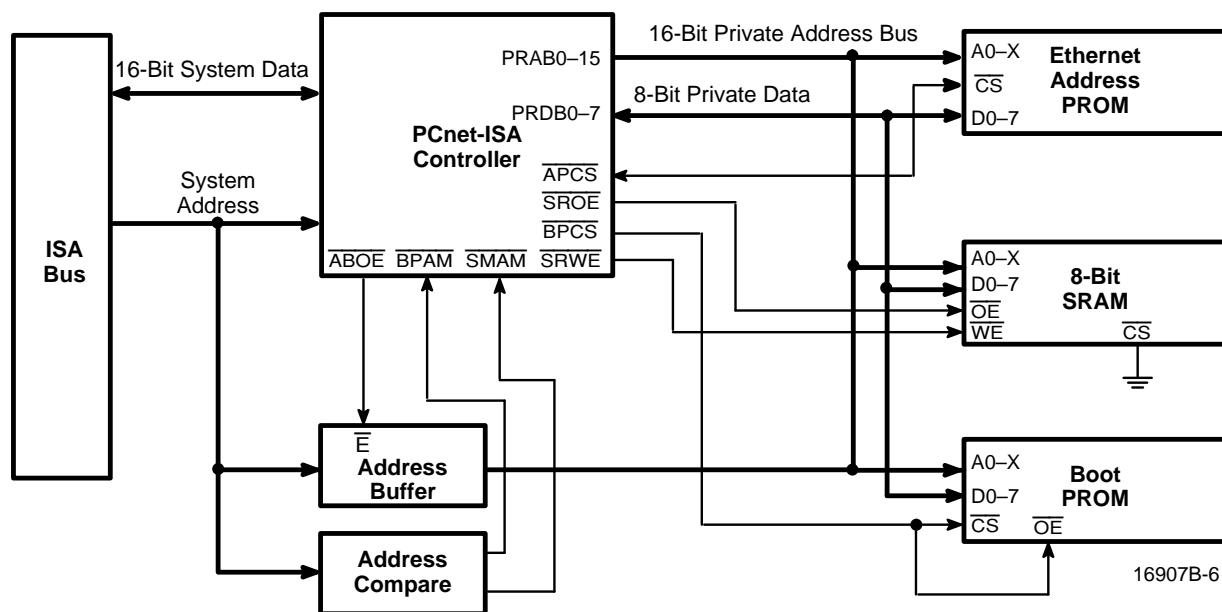 16-Bit System Data
System
Address
ISA
Bus
PCnet-ISA
Controller
PRAB0–15
PRDB0–7
APCS
SROE
BPCS
ABOE BPAM SMAM SRWE
16-Bit Private Address Bus
8-Bit Private Data
A0–X
CS
D0–7
Ethernet
Address
PROM
A0–X
D0–7
OE
WE
8-Bit
SRAM
CS
E
Address
Buffer
Address
Compare
A0–X
D0–7
CS
OE
Boot
PROM
16907B-6